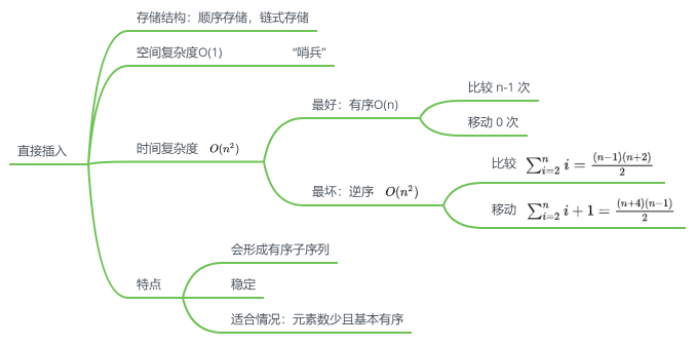 直接插入
存储结构：顺序存储，链式存储
空间复杂度O(1) “哨兵”
时间复杂度 O(n²)
最好：有序O(n)
比较 n-1 次
移动 0 次
最坏：逆序 O(n²)
比较 \sum_{i=2}^{n} i = \frac{(n-1)(n+2)}{2}
移动 \sum_{i=2}^{n} i + 1 = \frac{(n+4)(n-1)}{2}
特点
会形成有序子序列
稳定
适合情况：元素数少且基本有序